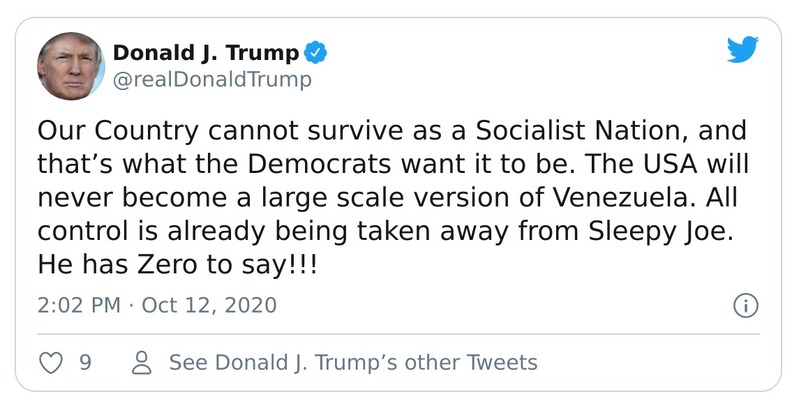 Donald J. Trump
@realDonaldTrump
Our Country cannot survive as a Socialist Nation, and
that’s what the Democrats want it to be. The USA will
never become a large scale version of Venezuela. All
control is already being taken away from Sleepy Joe.
He has Zero to say!!!
2:02 PM · Oct 12, 2020
9 See Donald J. Trump’s other Tweets